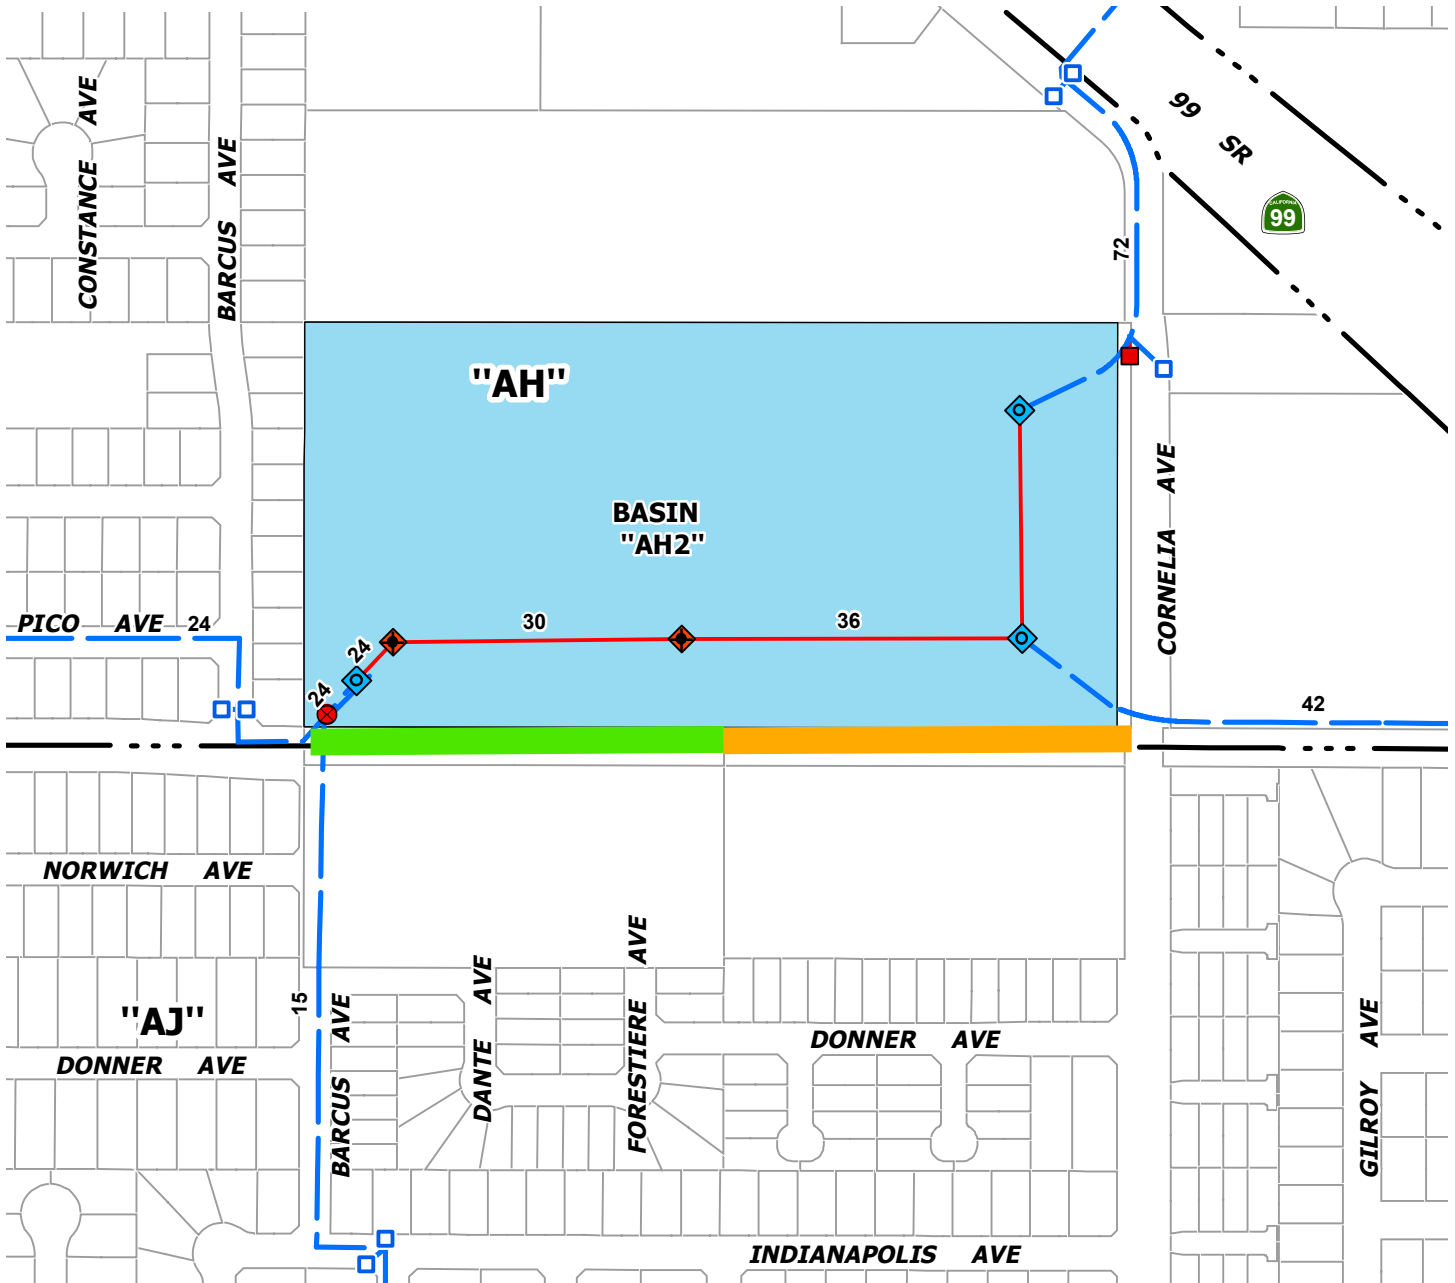 CONSTANCE AVE
BARCUS AVE
99 SR
CALIFORNIA
99
72
"AH"
BASIN
"AH2"
CORNELIA AVE
PICO AVE 24
30
36
24
24
42
NORWICH AVE
"AJ"
15
DONNER AVE
BARCUS AVE
DANTE AVE
FORESTIERE AVE
DONNER AVE
GILROY AVE
INDIANAPOLIS AVE